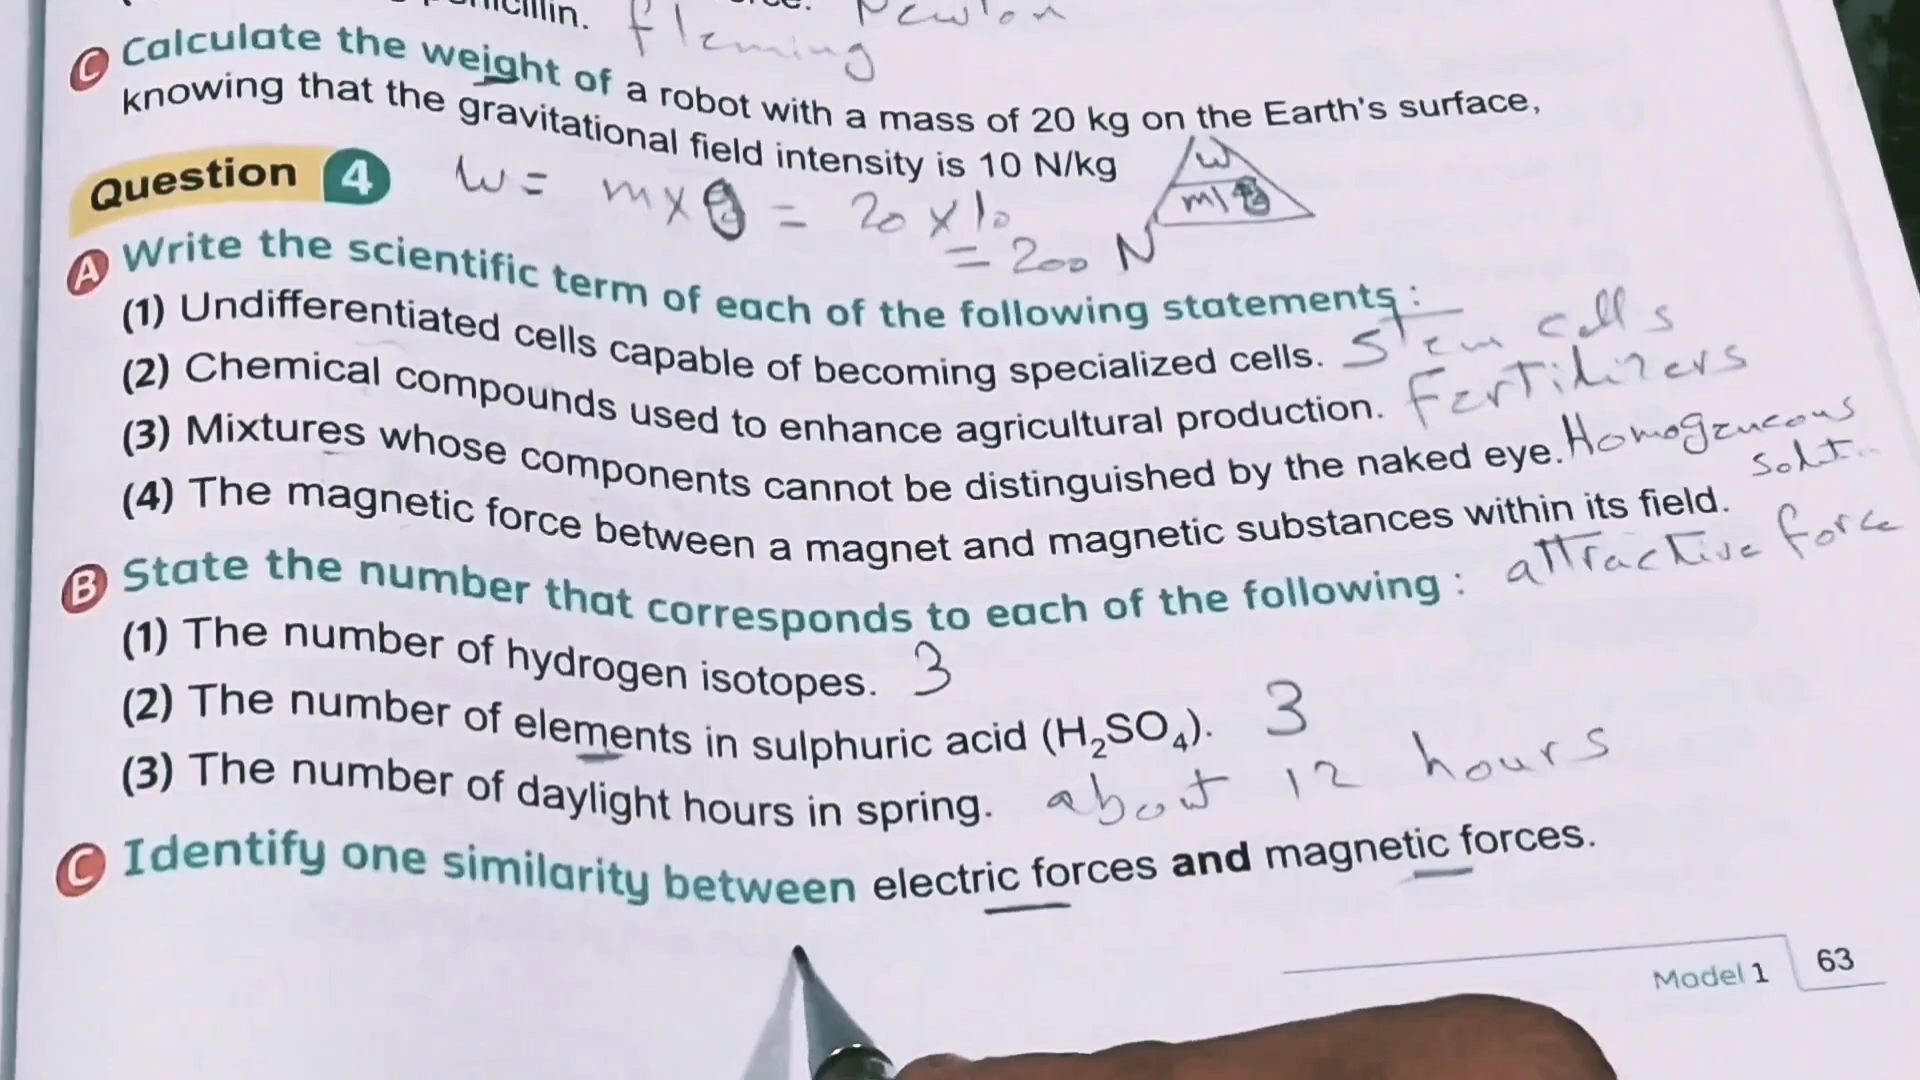 penicillin. Fleming Newton
C Calculate the weight of a robot with a mass of 20 kg on the Earth's surface,
knowing that the gravitational field intensity is 10 N/kg
Question 4
W = m x g = 20 x 10
= 200 N
W
m | g
A Write the scientific term of each of the following statements :
(1) Undifferentiated cells capable of becoming specialized cells. Stem cells
(2) Chemical compounds used to enhance agricultural production. Fertilizers
(3) Mixtures whose components cannot be distinguished by the naked eye. Homogeneous
solut..
(4) The magnetic force between a magnet and magnetic substances within its field.
attractive force
B State the number that corresponds to each of the following :
(1) The number of hydrogen isotopes. 3
(2) The number of elements in sulphuric acid (H₂SO₄). 3
(3) The number of daylight hours in spring. about 12 hours
C Identify one similarity between electric forces and magnetic forces.
Model 1 63